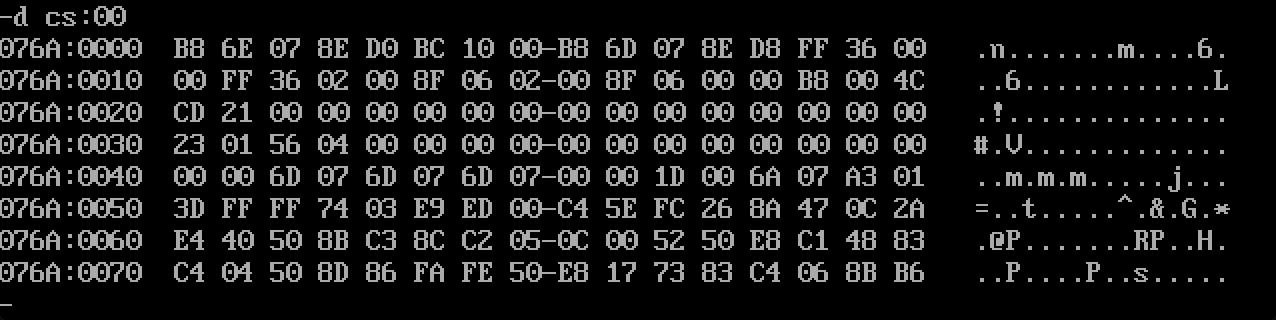 -d cs:00
076A:0000  B8 6E 07 8E D0 BC 10 00-B8 6D 07 8E D8 FF 36 00   .n.......m....6.
076A:0010  00 FF 36 02 00 8F 06 02-00 8F 06 00 00 B8 00 4C   ..6............L
076A:0020  CD 21 00 00 00 00 00 00-00 00 00 00 00 00 00 00   .!..............
076A:0030  23 01 56 04 00 00 00 00-00 00 00 00 00 00 00 00   #.V.............
076A:0040  00 00 6D 07 6D 07 6D 07-00 00 1D 00 6A 07 A3 01   ..m.m.m.....j...
076A:0050  3D FF FF 74 03 E9 ED 00-C4 5E FC 26 8A 47 0C 2A   =..t.....^.&.G.*
076A:0060  E4 40 50 8B C3 8C C2 05-0C 00 52 50 E8 C1 48 83   .@P.......RP..H.
076A:0070  C4 04 50 8D 86 FA FE 50-E8 17 73 83 C4 06 8B B6   ..P....P..s.....
-